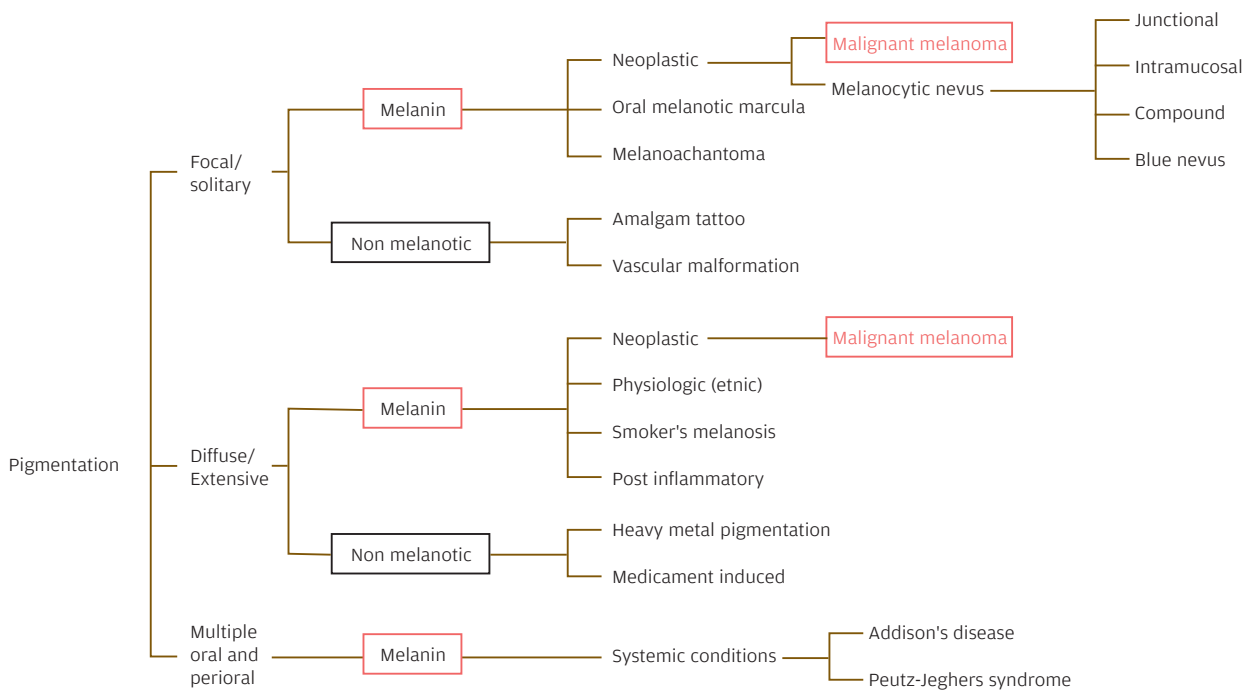 Pigmentation
Focal/
solitary
Melanin
Neoplastic
Malignant melanoma
Melanocytic nevus
Junctional
Intramucosal
Compound
Blue nevus
Oral melanotic marcula
Melanoachantoma
Non melanotic
Amalgam tattoo
Vascular malformation
Diffuse/
Extensive
Melanin
Neoplastic
Malignant melanoma
Physiologic (etnic)
Smoker's melanosis
Post inflammatory
Non melanotic
Heavy metal pigmentation
Medicament induced
Multiple
oral and
perioral
Melanin
Systemic conditions
Addison's disease
Peutz-Jeghers syndrome